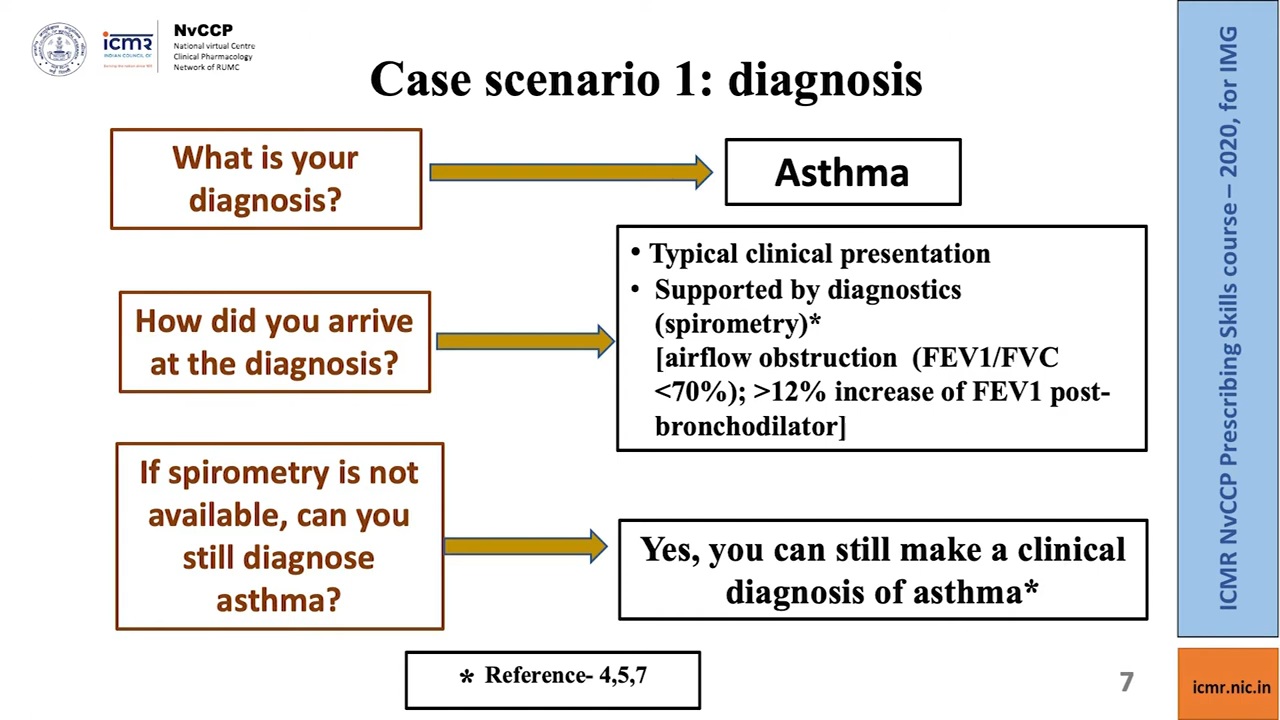 icmr
INDIAN COUNCIL OF
NvCCP
National virtual Centre
Clinical Pharmacology
Network of RUMC
Case scenario 1: diagnosis
What is your
diagnosis?
Asthma
How did you arrive
at the diagnosis?
• Typical clinical presentation
• Supported by diagnostics
(spirometry)*
[airflow obstruction (FEV1/FVC
<70%); >12% increase of FEV1 post-
bronchodilator]
If spirometry is not
available, can you
still diagnose
asthma?
Yes, you can still make a clinical
diagnosis of asthma*
* Reference- 4,5,7
7
ICMR NvCCP Prescribing Skills course – 2020, for IMG
icmr.nic.in